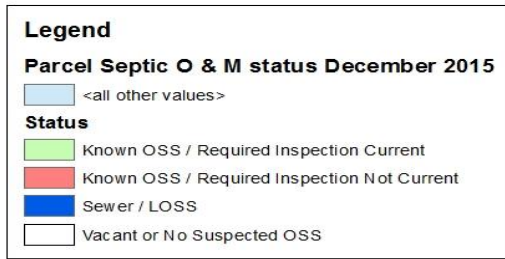 Legend
Parcel Septic O & M status December 2015
<all other values>
Status
Known OSS / Required Inspection Current
Known OSS / Required Inspection Not Current
Sewer / LOSS
Vacant or No Suspected OSS